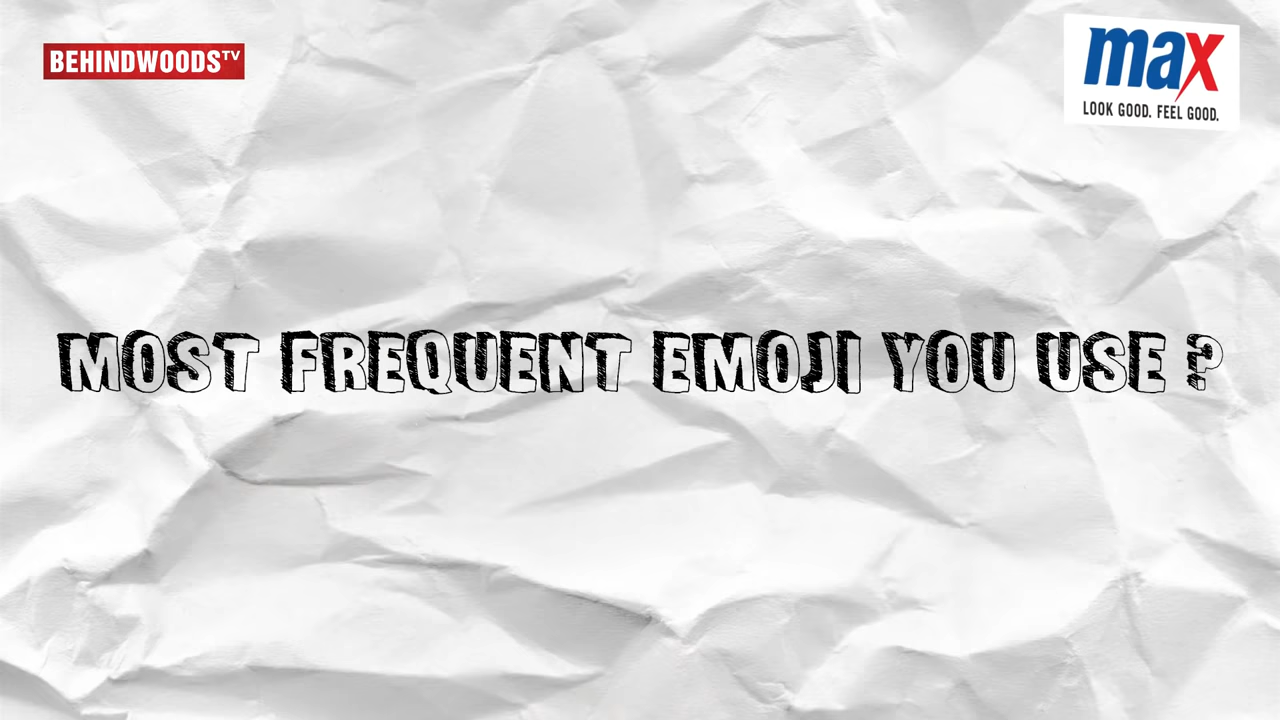 BEHINDWOODS TV
max
LOOK GOOD. FEEL GOOD.
MOST FREQUENT EMOJI YOU USE ?